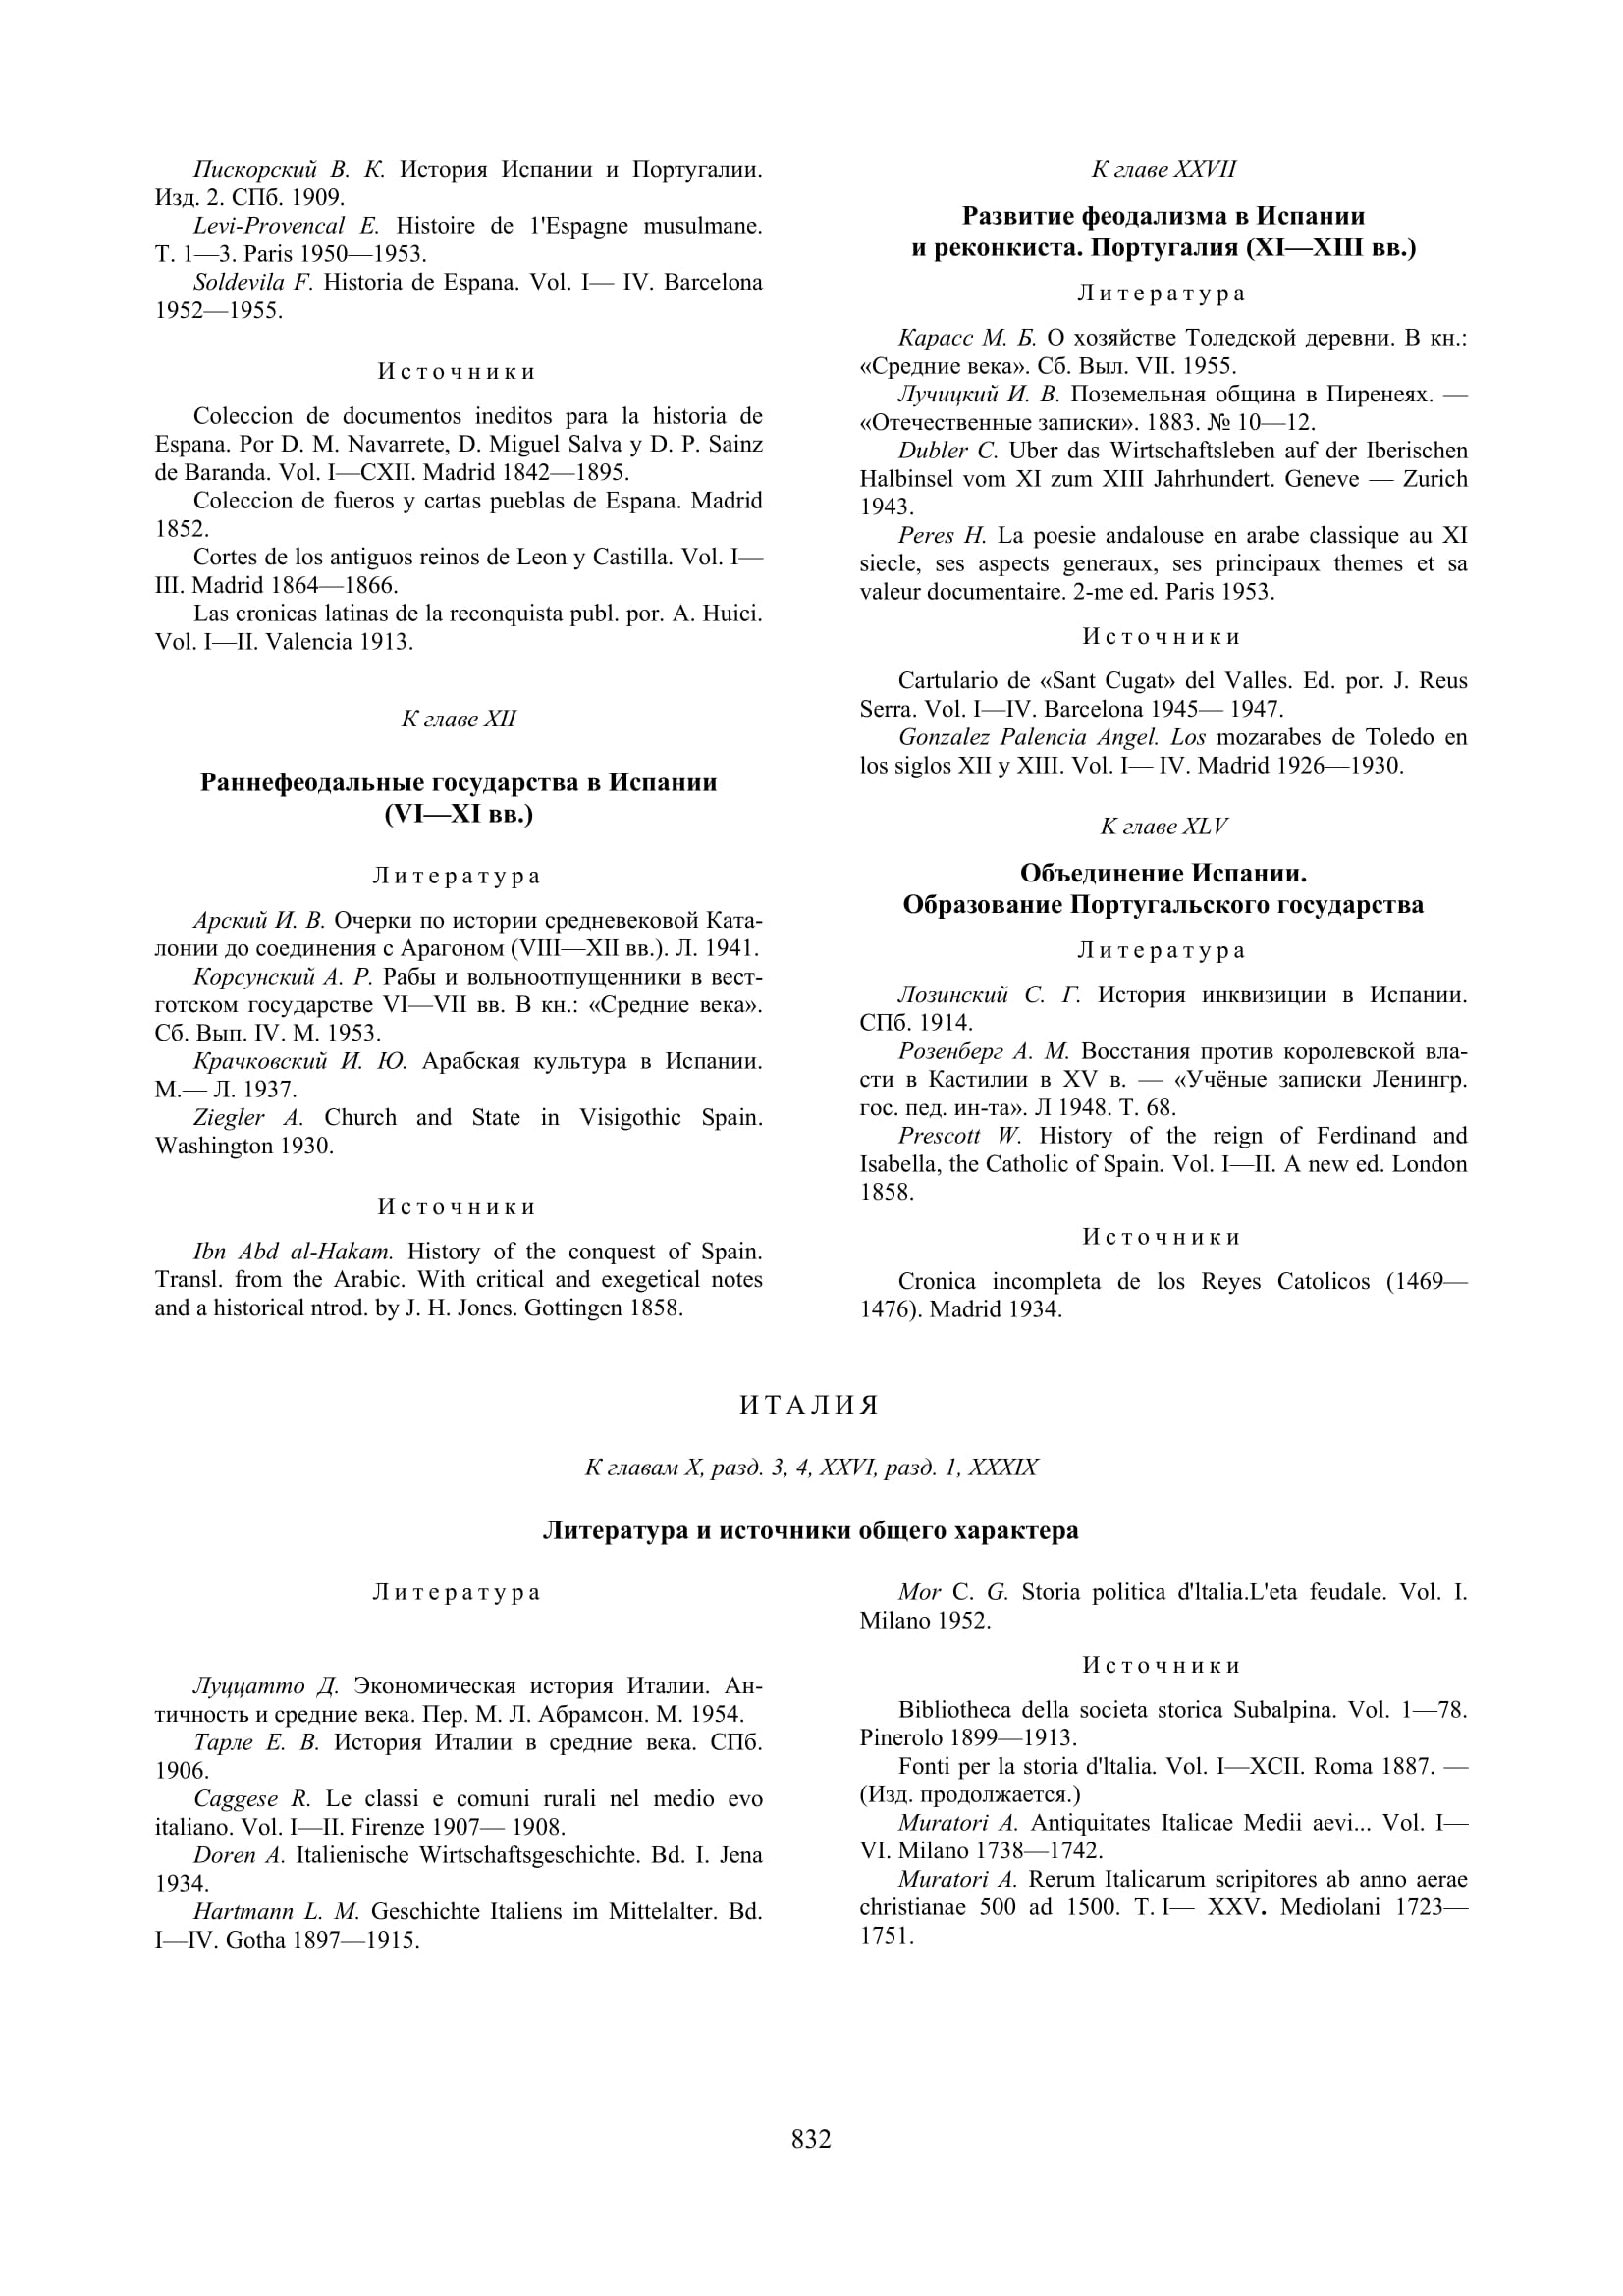 Пискорский В. К. История Испании и Португалии.
Изд. 2. СПб. 1909.
Levi-Provencal E. Histoire de 1'Espagne musulmane.
Т. 1—3. Paris 1950—1953.
Soldevila F. Historia de Espana. Vol. I— IV. Barcelona
1952—1955.
Источники
Coleccion de documentos ineditos para la historia de
Espana. Por D. M. Navarrete, D. Miguel Salva y D. P. Sainz
de Baranda. Vol. I—CXII. Madrid 1842—1895.
Coleccion de fueros y cartas pueblas de Espana. Madrid
1852.
Cortes de los antiguos reinos de Leon y Castilla. Vol. I—
III. Madrid 1864—1866.
Las cronicas latinas de la reconquista publ. por. A. Huici.
Vol. I—II. Valencia 1913.
К главе XII
Раннефеодальные государства в Испании
(VI—XI вв.)
Литература
Арский И. В. Очерки по истории средневековой Ката-
лонии до соединения с Арагоном (VIII—XII вв.). Л. 1941.
Корсунский А. Р. Рабы и вольноотпущенники в вест-
готском государстве VI—VII вв. В кн.: «Средние века».
Сб. Вып. IV. М. 1953.
Крачковский И. Ю. Арабская культура в Испании.
М.— Л. 1937.
Ziegler A. Church and State in Visigothic Spain.
Washington 1930.
Источники
Ibn Abd al-Hakam. History of the conquest of Spain.
Transl. from the Arabic. With critical and exegetical notes
and a historical ntrod. by J. H. Jones. Gottingen 1858.
К главе XXVII
Развитие феодализма в Испании
и реконкиста. Португалия (XI—XIII вв.)
Литература
Карасс М. Б. О хозяйстве Толедской деревни. В кн.:
«Средние века». Сб. Выл. VII. 1955.
Лучицкий И. В. Поземельная община в Пиренеях. —
«Отечественные записки». 1883. № 10—12.
Dubler C. Uber das Wirtschaftsleben auf der Iberischen
Halbinsel vom XI zum XIII Jahrhundert. Geneve — Zurich
1943.
Peres H. La poesie andalouse en arabe classique au XI
siecle, ses aspects generaux, ses principaux themes et sa
valeur documentaire. 2-me ed. Paris 1953.
Источники
Cartulario de «Sant Cugat» del Valles. Ed. por. J. Reus
Serra. Vol. I—IV. Barcelona 1945— 1947.
Gonzalez Palencia Angel. Los mozarabes de Toledo en
los siglos XII y XIII. Vol. I— IV. Madrid 1926—1930.
К главе XLV
Объединение Испании.
Образование Португальского государства
Литература
Лозинский С. Г. История инквизиции в Испании.
СПб. 1914.
Розенберг А. М. Восстания против королевской вла-
сти в Кастилии в XV в. — «Учёные записки Ленингр.
гос. пед. ин-та». Л 1948. Т. 68.
Prescott W. History of the reign of Ferdinand and
Isabella, the Catholic of Spain. Vol. I—II. A new ed. London
1858.
Источники
Cronica incompleta de los Reyes Catolicos (1469—
1476). Madrid 1934.
ИТАЛИЯ
К главам X, разд. 3, 4, XXVI, разд. 1, XXXIX
Литература и источники общего характера
Литература
Луццатто Д. Экономическая история Италии. Ан-
тичность и средние века. Пер. М. Л. Абрамсон. М. 1954.
Тарле Е. В. История Италии в средние века. СПб.
1906.
Caggese R. Le classi e comuni rurali nel medio evo
italiano. Vol. I—II. Firenze 1907— 1908.
Doren A. Italienische Wirtschaftsgeschichte. Bd. I. Jena
1934.
Hartmann L. M. Geschichte Italiens im Mittelalter. Bd.
I—IV. Gotha 1897—1915.
Mor C. G. Storia politica d'ltalia.L'eta feudale. Vol. I.
Milano 1952.
Источники
Bibliotheca della societa storica Subalpina. Vol. 1—78.
Pinerolo 1899—1913.
Fonti per la storia d'ltalia. Vol. I—XCII. Roma 1887. —
(Изд. продолжается.)
Muratori A. Antiquitates Italicae Medii aevi... Vol. I—
VI. Milano 1738—1742.
Muratori A. Rerum Italicarum scripitores ab anno aerae
christianae 500 ad 1500. T. I— XXV. Mediolani 1723—
1751.
832